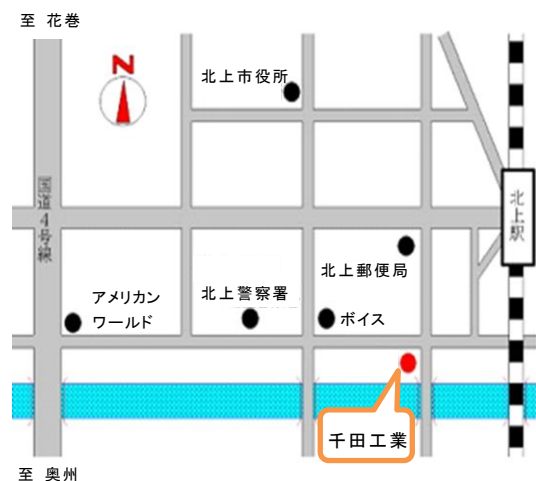 至 花巻
N
北上市役所
国道4号線
北上駅
北上郵便局
アメリカン
ワールド
北上警察署
ボイス
千田工業
至 奥州